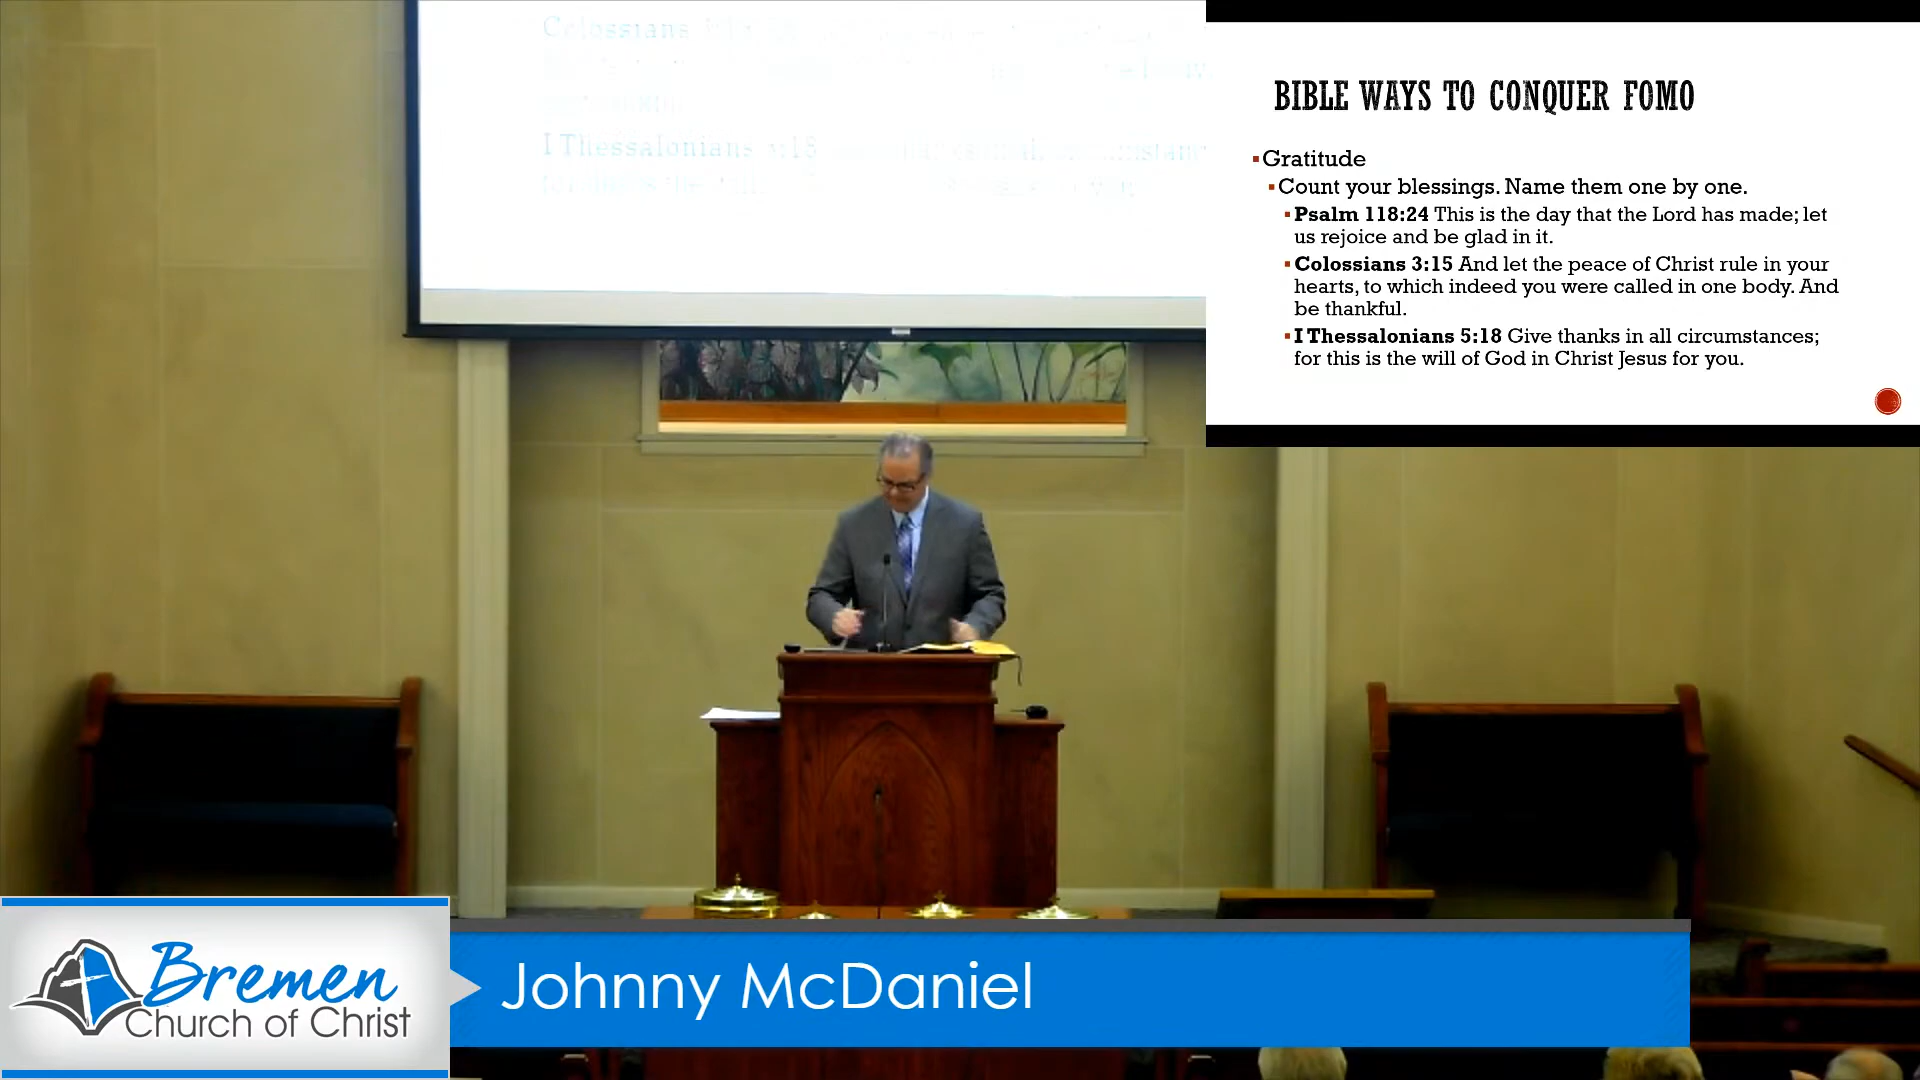 Colossians
I Thessalonians 5:18
BIBLE WAYS TO CONQUER FOMO
▪Gratitude
▪Count your blessings. Name them one by one.
▪Psalm 118:24 This is the day that the Lord has made; let
us rejoice and be glad in it.
▪Colossians 3:15 And let the peace of Christ rule in your
hearts, to which indeed you were called in one body. And
be thankful.
▪I Thessalonians 5:18 Give thanks in all circumstances;
for this is the will of God in Christ Jesus for you.
Bremen
Church of Christ
Johnny McDaniel